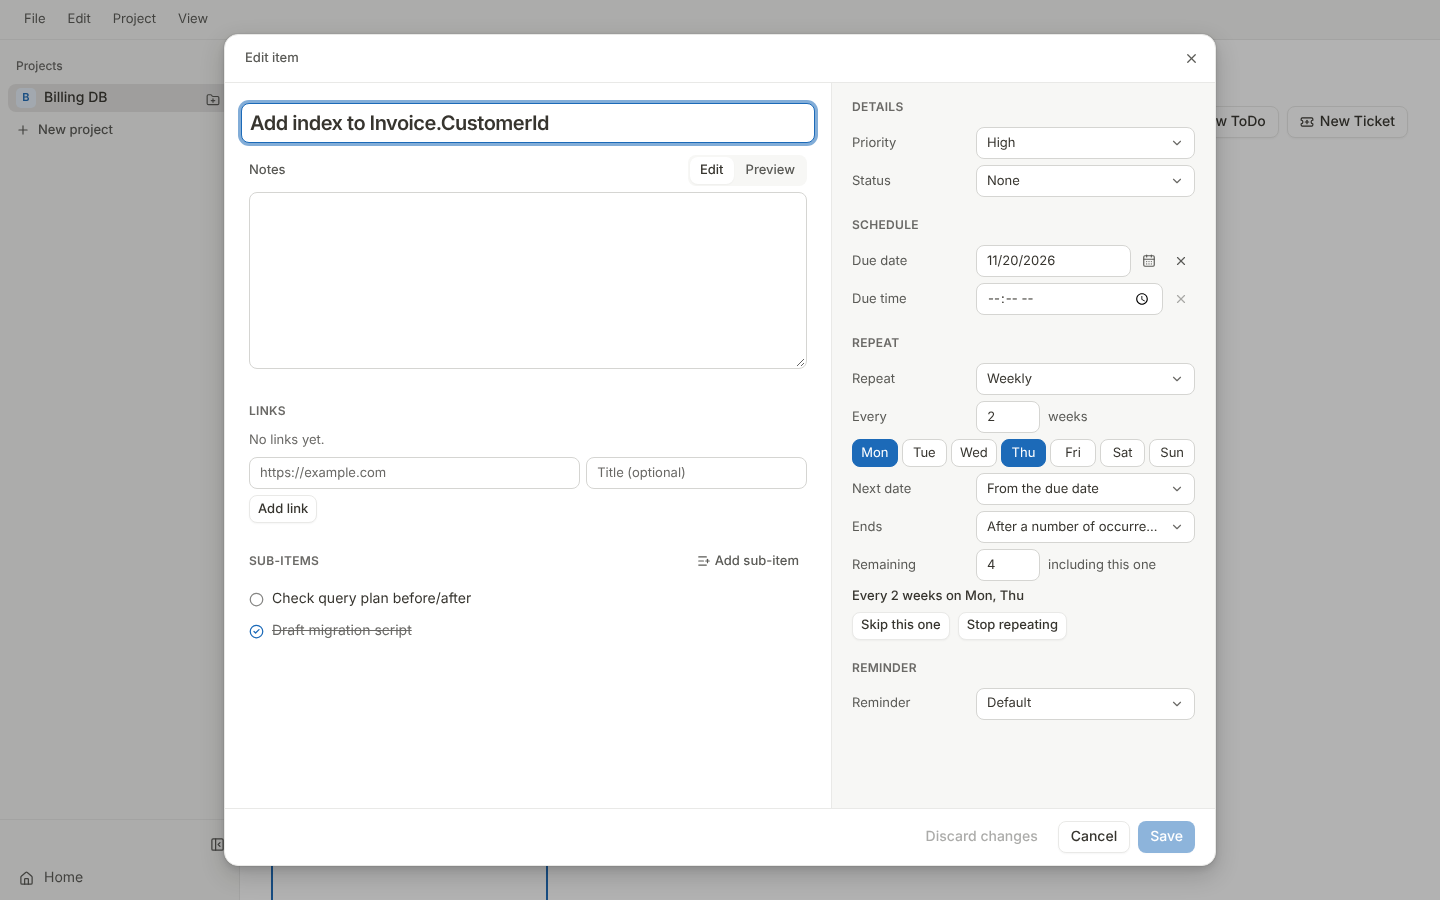 File Edit Project View
Projects
B Billing DB
New project
Home
ToDo
New Ticket
Edit item
Add index to Invoice.CustomerId
Notes
Edit Preview
LINKS
No links yet.
https://example.com Title (optional)
Add link
SUB-ITEMS Add sub-item
Check query plan before/after
Draft migration script
DETAILS
Priority High
Status None
SCHEDULE
Due date 11/20/2026
Due time --:-- --
REPEAT
Repeat Weekly
Every 2 weeks
Mon Tue Wed Thu Fri Sat Sun
Next date From the due date
Ends After a number of occurre...
Remaining 4 including this one
Every 2 weeks on Mon, Thu
Skip this one Stop repeating
REMINDER
Reminder Default
Discard changes Cancel Save